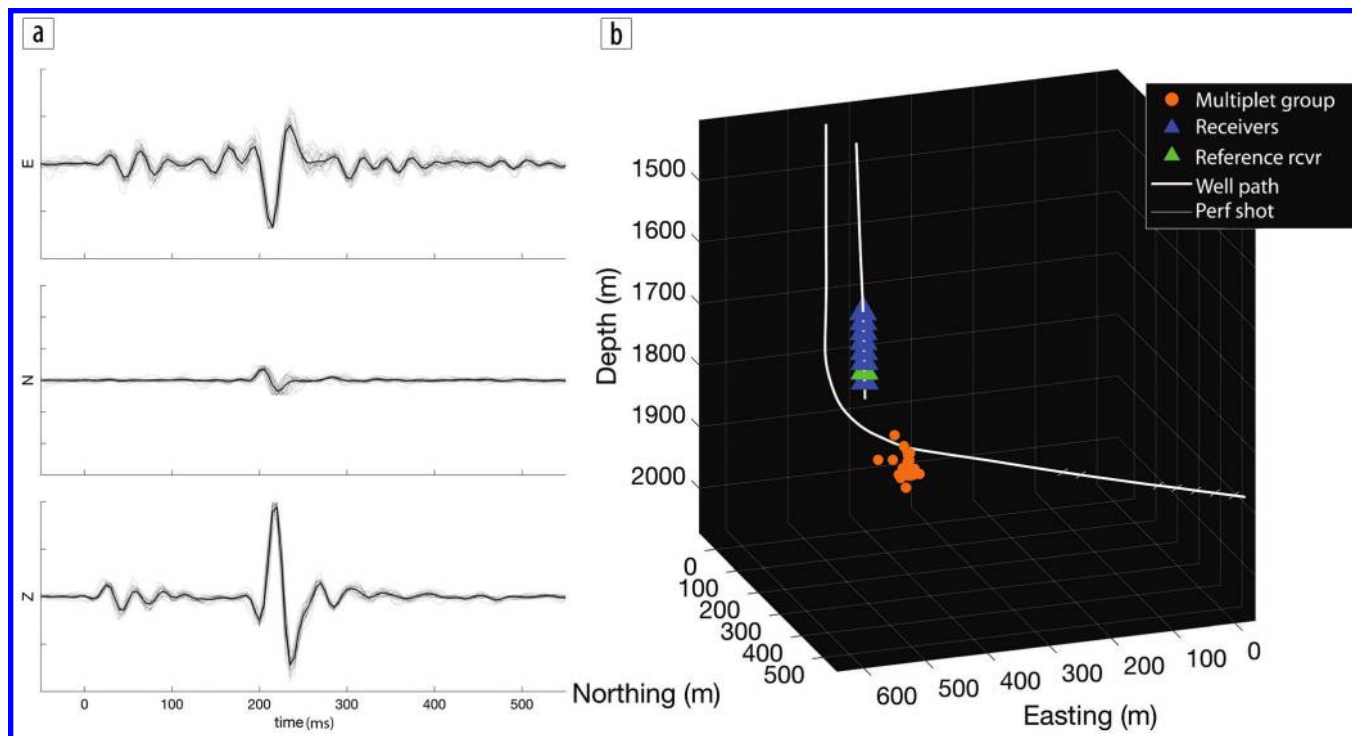 a
E
N
Z
0
100
200
300
400
500
time (ms)
b
Multiplet group
Receivers
Reference rcvr
Well path
Perf shot
1500
1600
1700
1800
1900
2000
Depth (m)
0
100
200
300
400
500
Northing (m)
600
500
400
300
200
100
0
Easting (m)